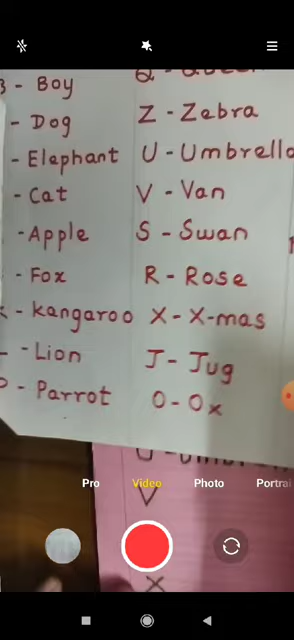 - Boy
- Dog
- Elephant
- Cat
- Apple
- Fox
- kangaroo
- Lion
- Parrot
Z - Zebra
U - Umbrella
V - Van
S - Swan
R - Rose
X - X-mas
J - Jug
O - Ox
V
X
Pro Video Photo Portrai